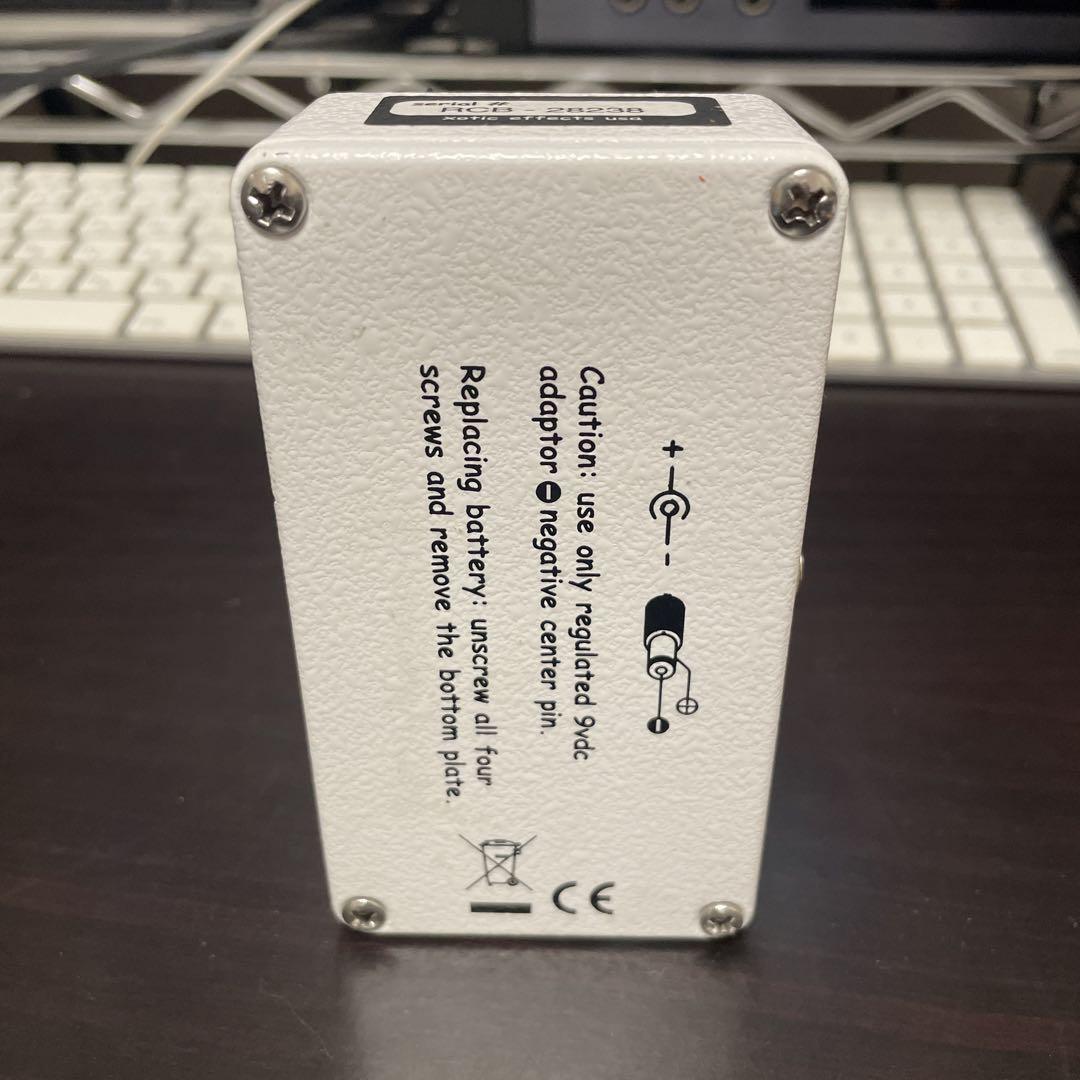 serial #
RCB 28238
xotic effects usa
+ -
Caution: use only regulated 9vdc
adaptor ⊖ negative center pin.
Replacing battery: unscrew all four
screws and remove the bottom plate.
CE